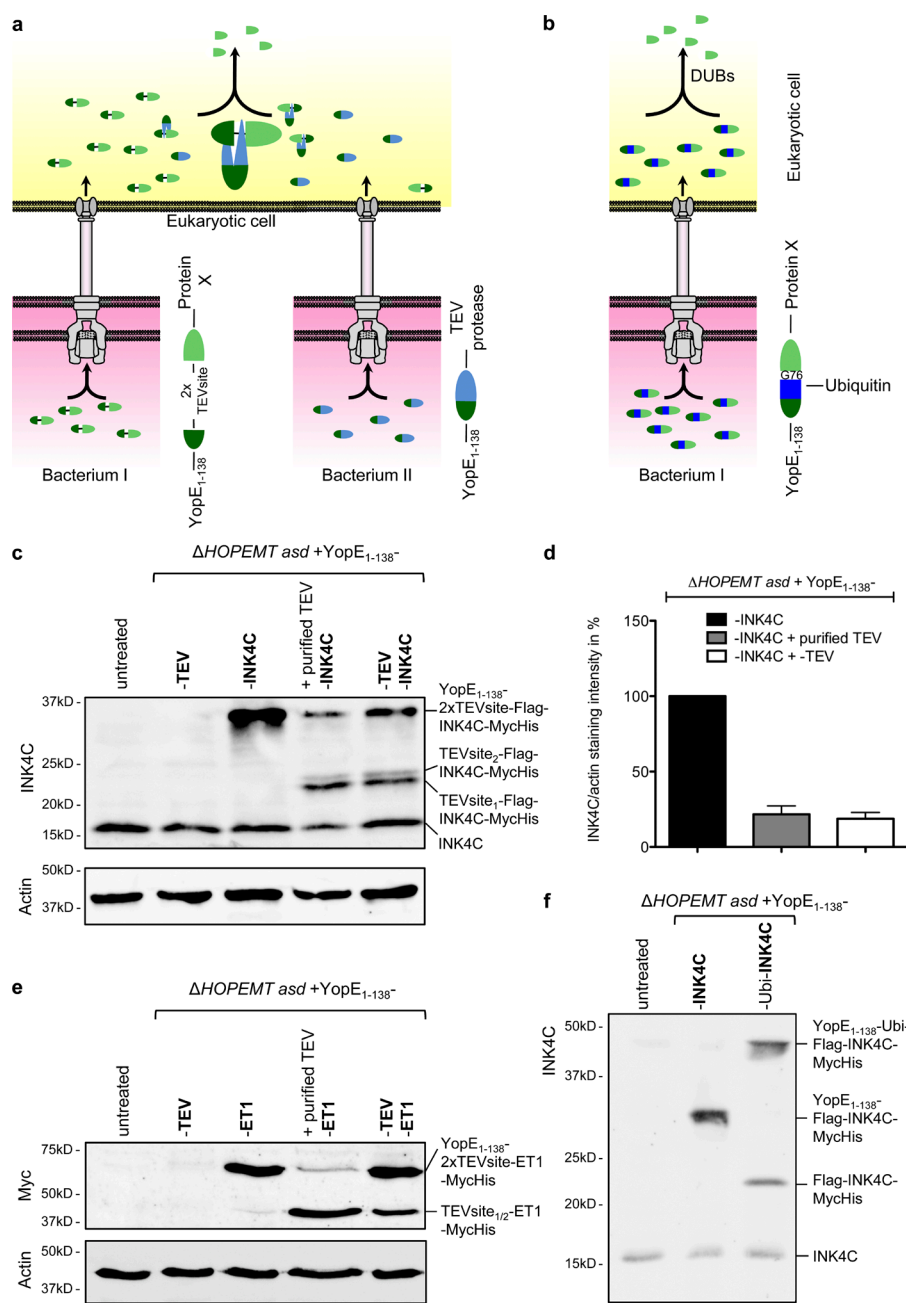 a
Eukaryotic cell
Bacterium I
YopE1-138
2x
TEVsite
Protein
X
Bacterium II
YopE1-138
TEV
protease
b
DUBs
Eukaryotic cell
Bacterium I
YopE1-138
G76
Ubiquitin
Protein X
c
ΔHOPEMT asd +YopE1-138-
untreated
-TEV
-INK4C
+ purified TEV
-INK4C
-TEV
-INK4C
INK4C
37kD -
25kD -
20kD -
15kD -
YopE1-138-
2xTEVsite-Flag-
INK4C-MycHis
TEVsite2-Flag-
INK4C-MycHis
TEVsite1-Flag-
INK4C-MycHis
INK4C
Actin
50kD -
37kD -
d
ΔHOPEMT asd + YopE1-138-
-INK4C
-INK4C + purified TEV
-INK4C + -TEV
INK4C/actin staining intensity in %
150
100
50
0
e
ΔHOPEMT asd +YopE1-138-
untreated
-TEV
-ET1
+ purified TEV
-ET1
-TEV
-ET1
Myc
75kD -
50kD -
37kD -
YopE1-138-
2xTEVsite-ET1
-MycHis
TEVsite1/2-ET1
-MycHis
Actin
50kD -
37kD -
f
ΔHOPEMT asd +YopE1-138-
untreated
-INK4C
-Ubi-INK4C
INK4C
50kD -
37kD -
25kD -
20kD -
15kD -
YopE1-138-Ubi-
Flag-INK4C-
MycHis
YopE1-138-
Flag-INK4C-
MycHis
Flag-INK4C-
MycHis
INK4C